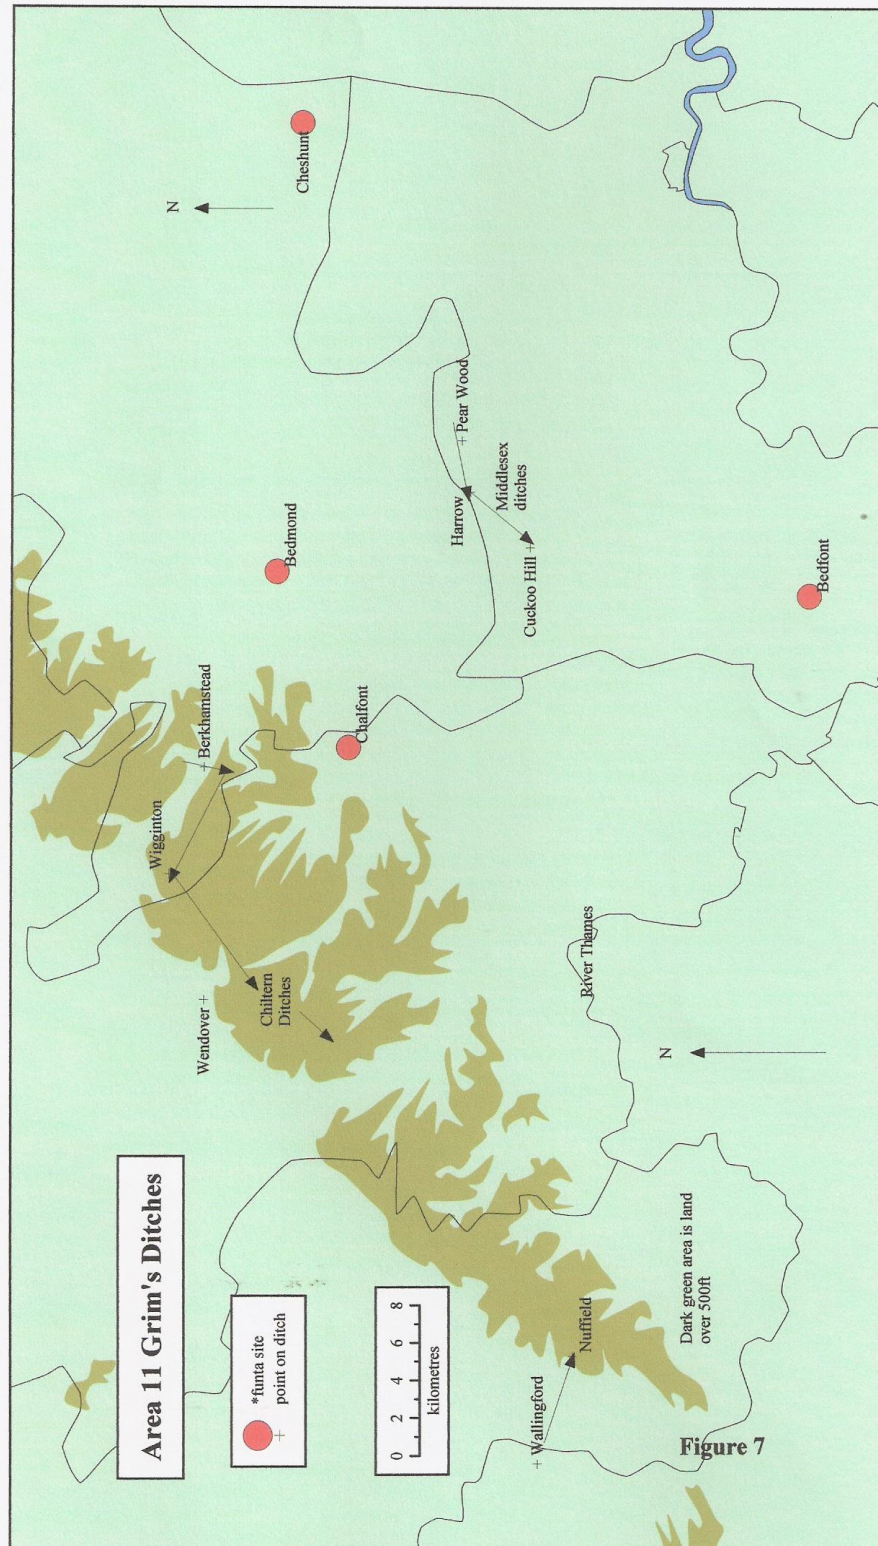 Area 11 Grim's Ditches
*funta site
+ point on ditch
0 2 4 6 8
kilometres
N
Cheshunt
Bedmond
+ Berkhamstead
Wigginton
+
Chalfont
Wendover +
Chiltern
Ditches
+ Pear Wood
Harrow
Middlesex
ditches
Cuckoo Hill +
Bedfont
River Thames
N
Nuffield
+ Wallingford
Dark green area is land
over 500ft
Figure 7